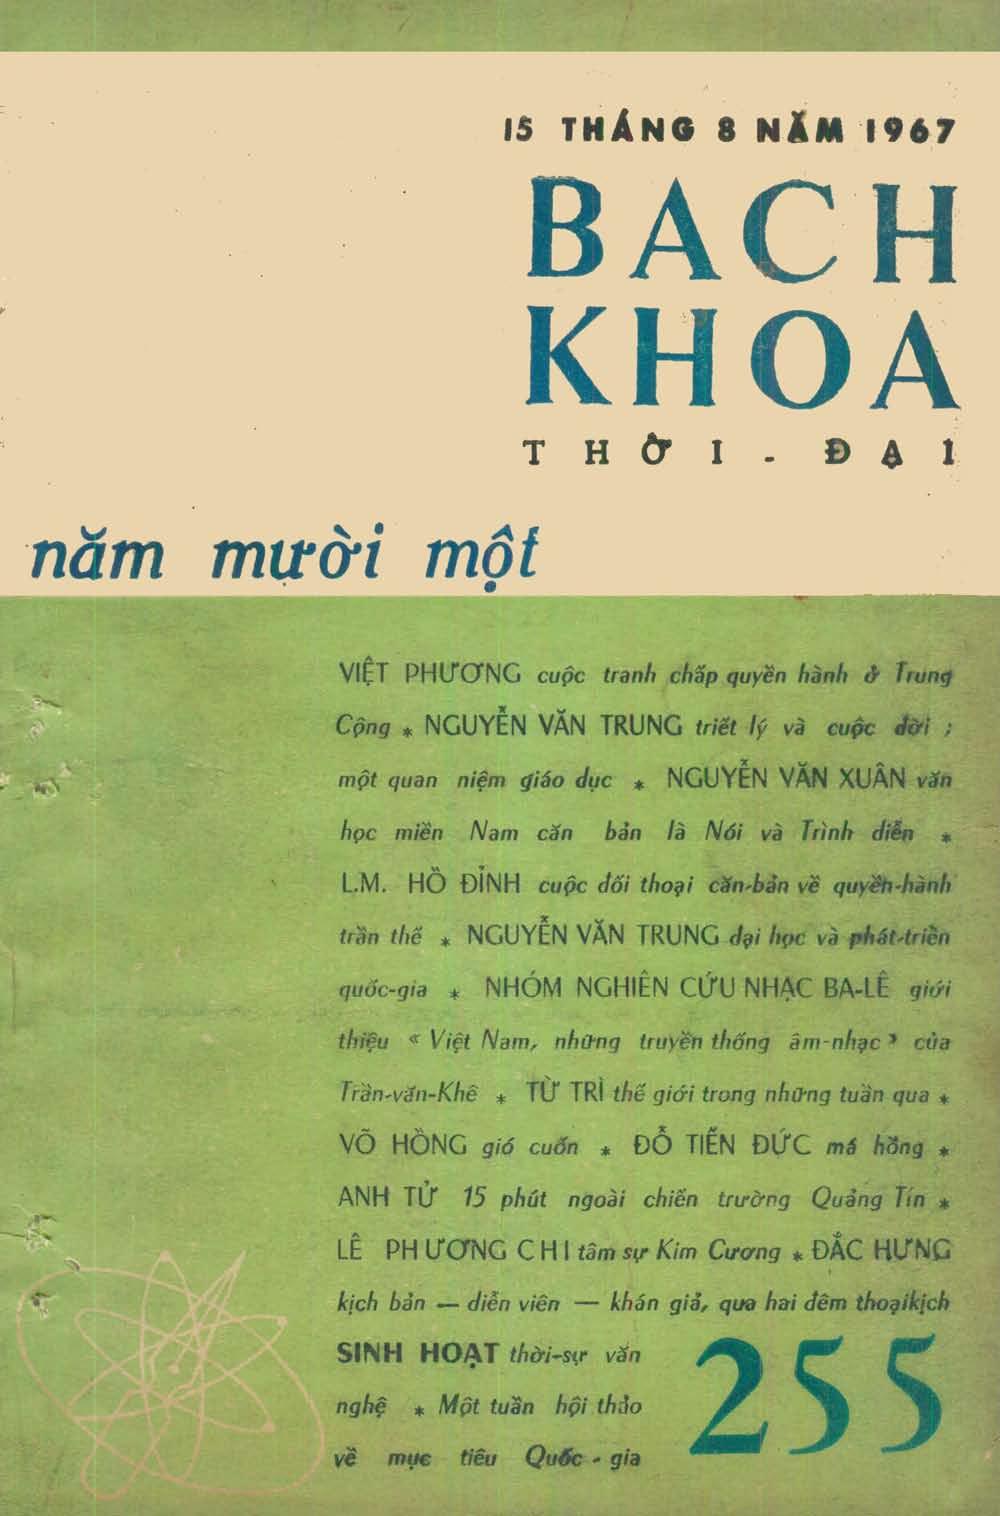 15 THÁNG 8 NĂM 1967
BACH
KHOA
THỜI - ĐẠI
năm mười một
VIỆT PHƯƠNG cuộc tranh chấp quyền hành ở Trung
Cộng * NGUYỄN VĂN TRUNG triết lý và cuộc đời ;
một quan niệm giáo dục * NGUYỄN VĂN XUÂN văn
học miền Nam căn bản là Nói và Trình diễn *
L.M. HỒ ĐỈNH cuộc đối thoại căn-bản về quyền-hành
trần thế * NGUYỄN VĂN TRUNG đại học và phát-triển
quốc-gia * NHÓM NGHIÊN CỨU NHẠC BA-LÊ giới
thiệu « Việt Nam, những truyền thống âm-nhạc » của
Trần-văn-Khê * TỪ TRÌ thế giới trong những tuần qua *
VÕ HỒNG gió cuốn * ĐỖ TIẾN ĐỨC má hồng *
ANH TỬ 15 phút ngoài chiến trường Quảng Tín *
LÊ PHƯƠNG CHI tâm sự Kim Cương * ĐẮC HƯNG
kịch bản — diễn viên — khán giả, qua hai đêm thoạikịch
SINH HOẠT thời-sự văn
nghệ * Một tuần hội thảo
về mục tiêu Quốc - gia
255